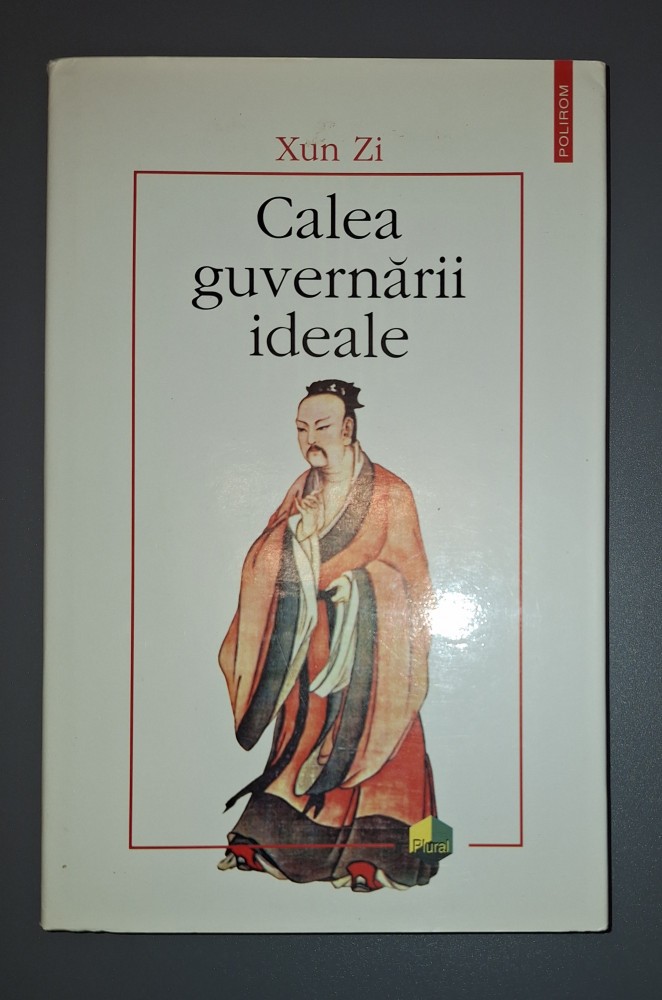 POLIROM
Xun Zi
Calea
guvernării
ideale
Plural